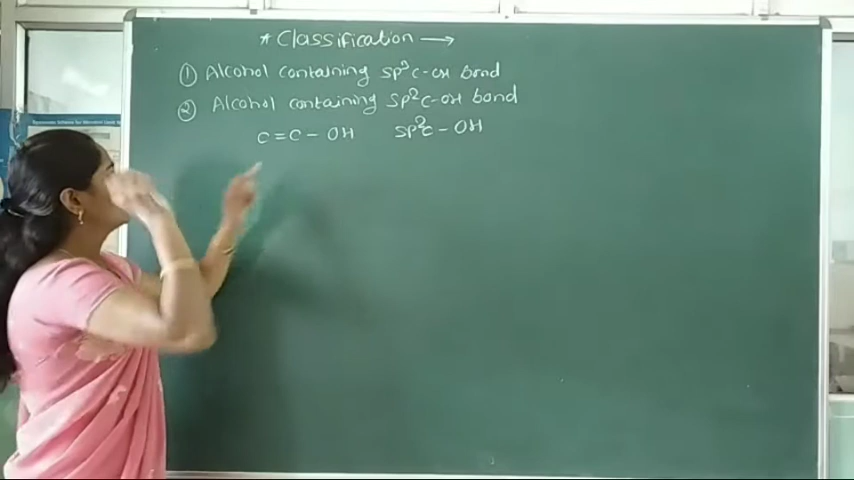 * Classification →
① Alcohol containing sp³c-OH bond
② Alcohol containing sp²c-OH bond
C=C-OH sp²c-OH